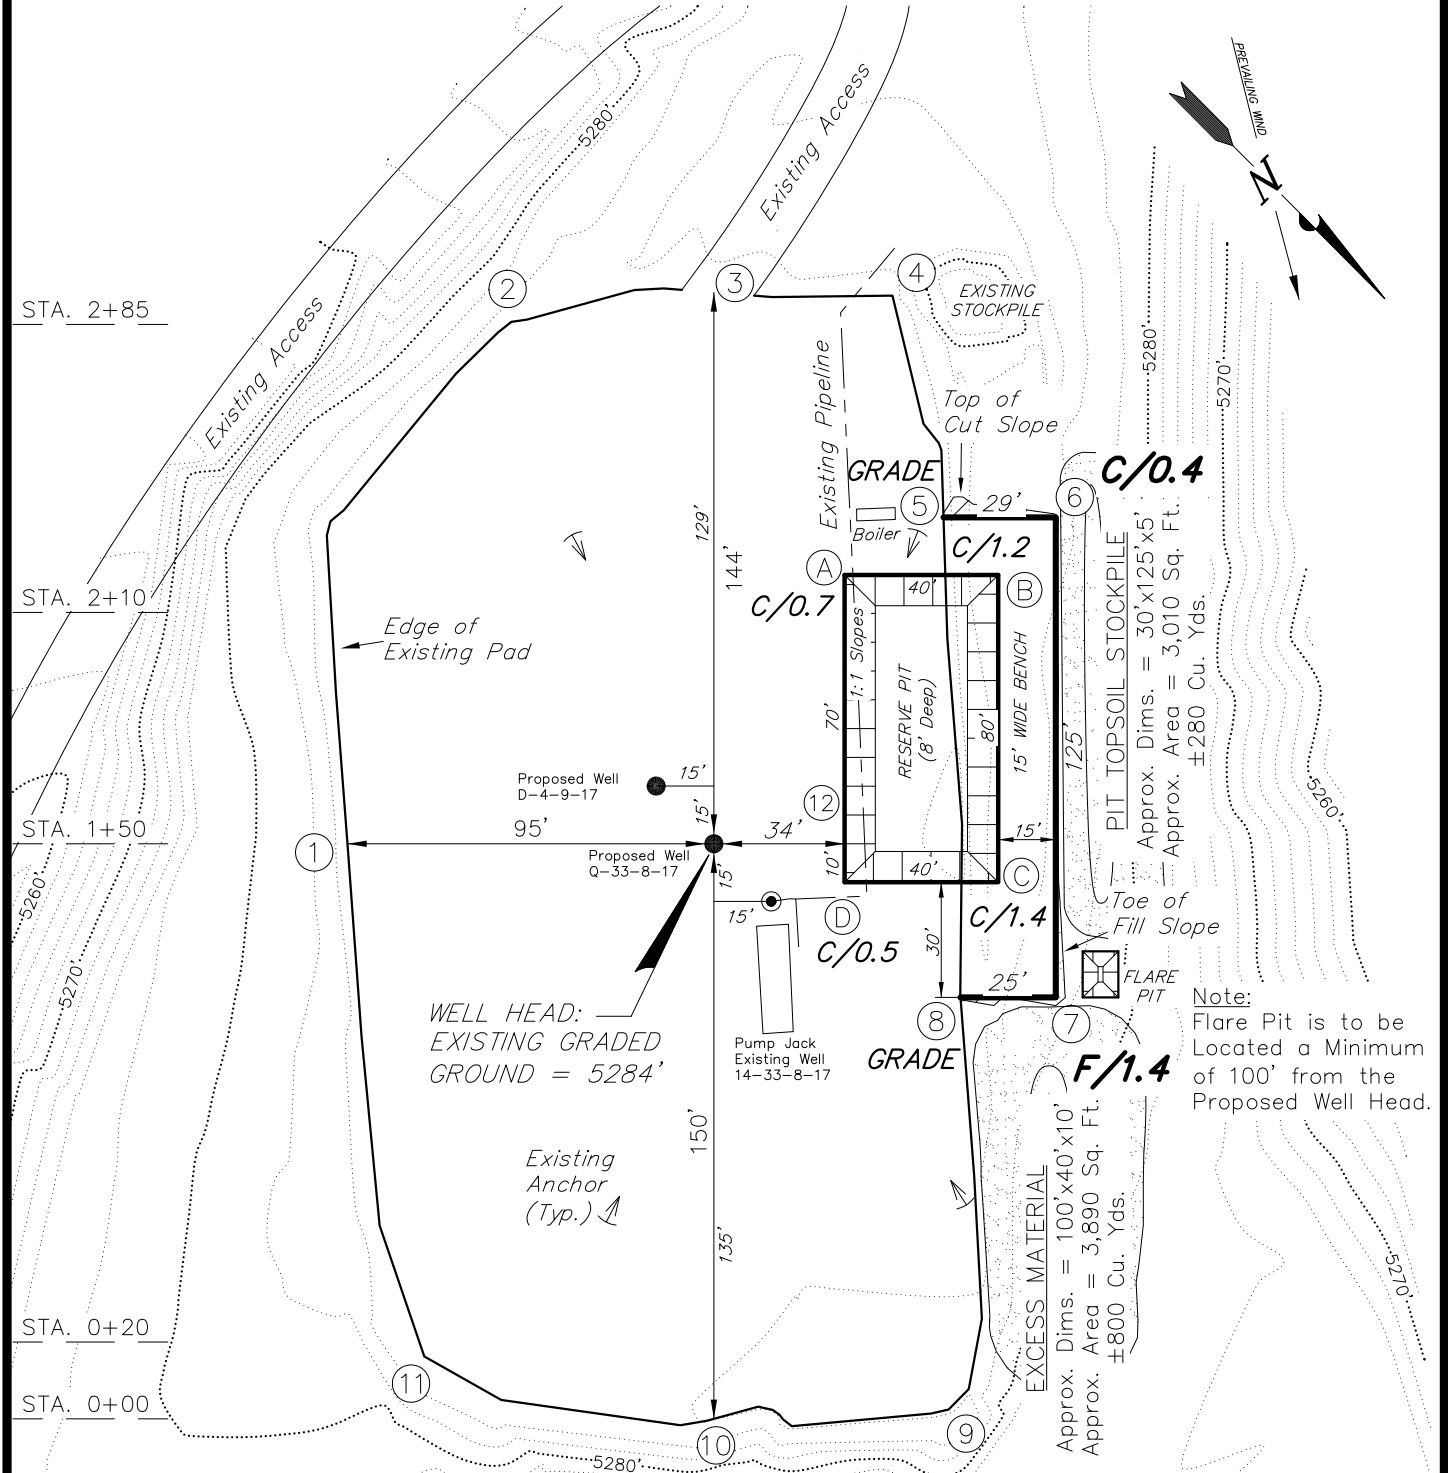 PREVAILING WIND
N
5280'
Existing Access
2
3
4
EXISTING
STOCKPILE
STA. 2+85
Existing Access
5280'
5270'
Existing Pipeline
Top of
Cut Slope
GRADE
C/0.4
5
29'
6
129'
144'
Boiler
C/1.2
A
40'
B
C/0.7
STA. 2+10
Edge of
Existing Pad
1:1 Slopes
RESERVE PIT
(8' Deep)
15' WIDE BENCH
70'
80'
125'
PIT TOPSOIL STOCKPILE
Approx. Dims. = 30'x125'x5'
Approx. Area = 3,010 Sq. Ft.
±280 Cu. Yds.
Proposed Well
D-4-9-17
15'
15'
12
5260'
STA. 1+50
1
95'
34'
15'
Proposed Well
Q-33-8-17
15'
10'
40'
C
5260'
15'
D
C/1.4
Toe of
Fill Slope
C/0.5
30'
5270'
25'
FLARE
PIT
WELL HEAD:
EXISTING GRADED
GROUND = 5284'
Pump Jack
Existing Well
14-33-8-17
8
7
GRADE
F/1.4
Note:
Flare Pit is to be
Located a Minimum
of 100' from the
Proposed Well Head.
150'
Existing
Anchor
(Typ.)
135'
EXCESS MATERIAL
Approx. Dims. = 100'x40'x10'
Approx. Area = 3,890 Sq. Ft.
±800 Cu. Yds.
5270'
STA. 0+20
11
STA. 0+00
10
9
5280'